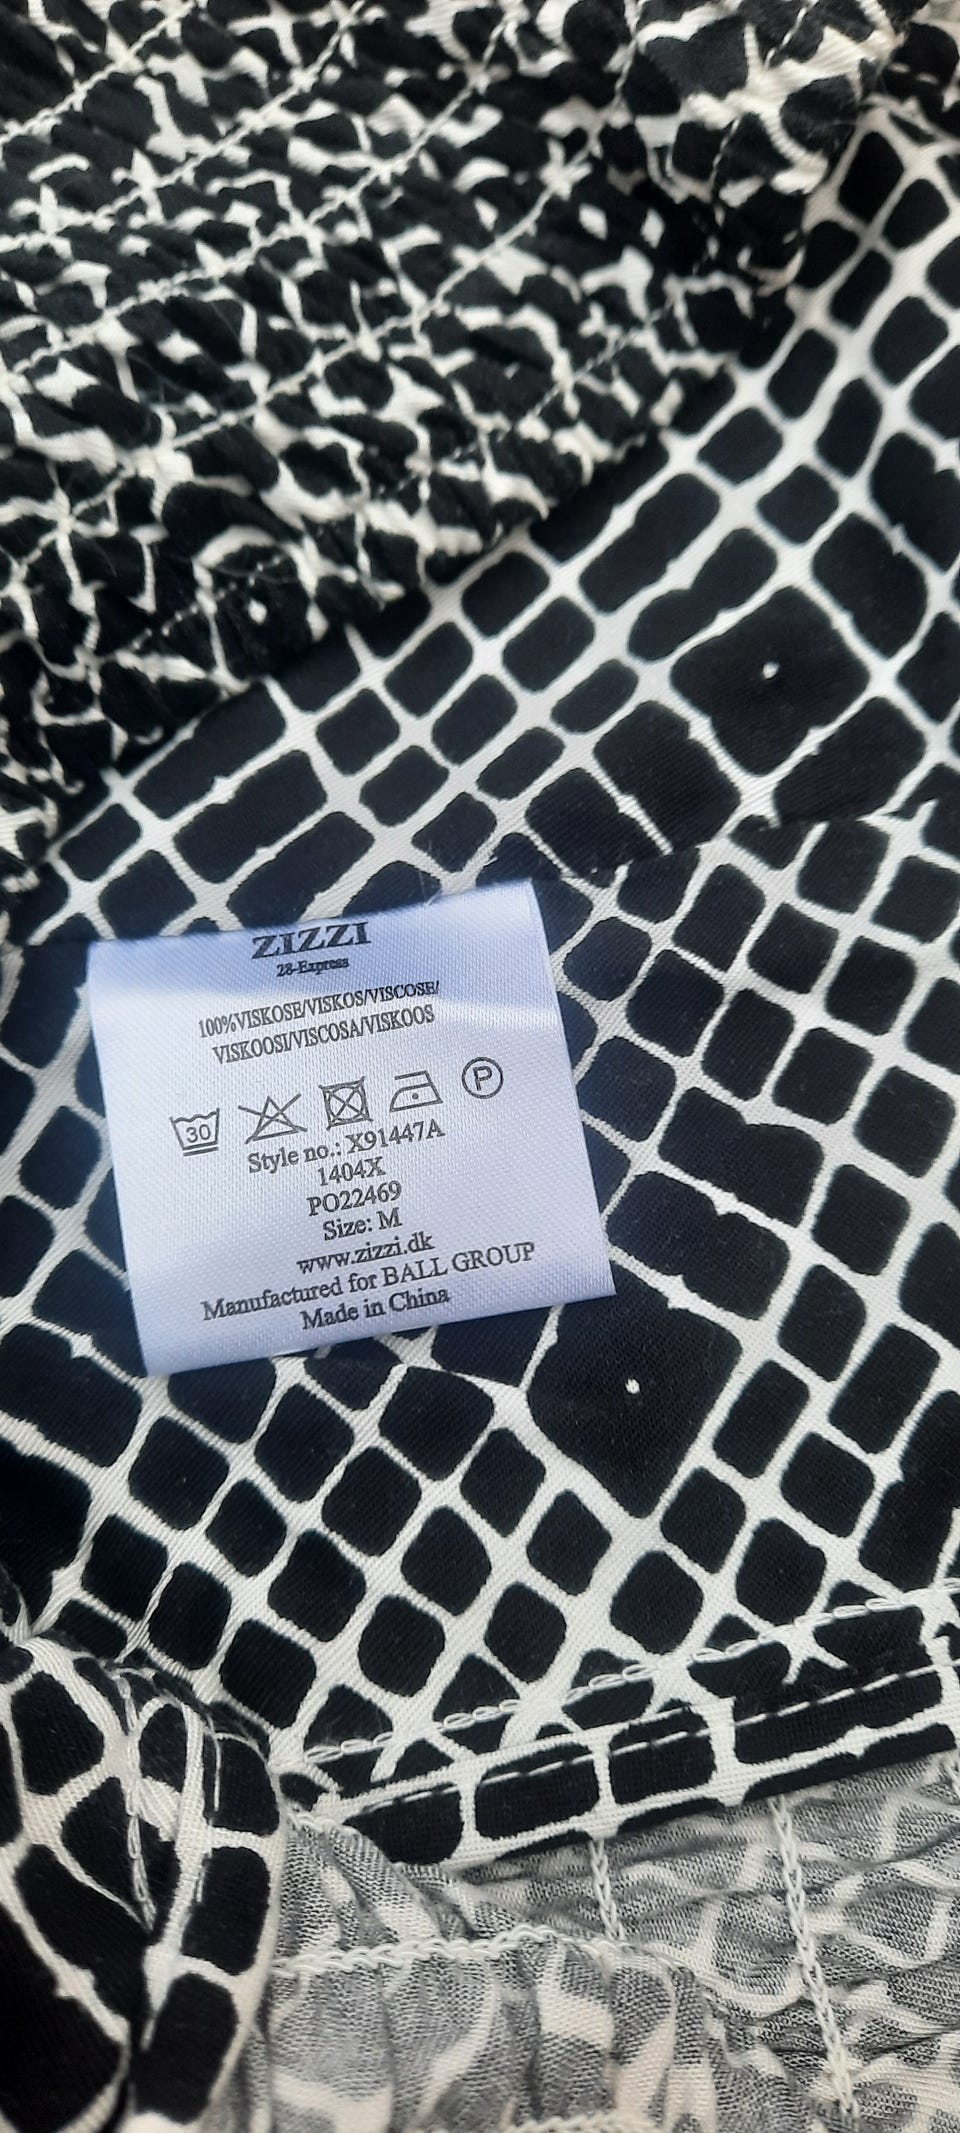 ZIZZI
28-Express
100%VISKOSE/VISKOS/VISCOSE/
VISKOOSI/VISCOSA/VISKOOS
30 P
Style no.: X91447A
1404X
PO22469
Size: M
www.zizzi.dk
Manufactured for BALL GROUP
Made in China